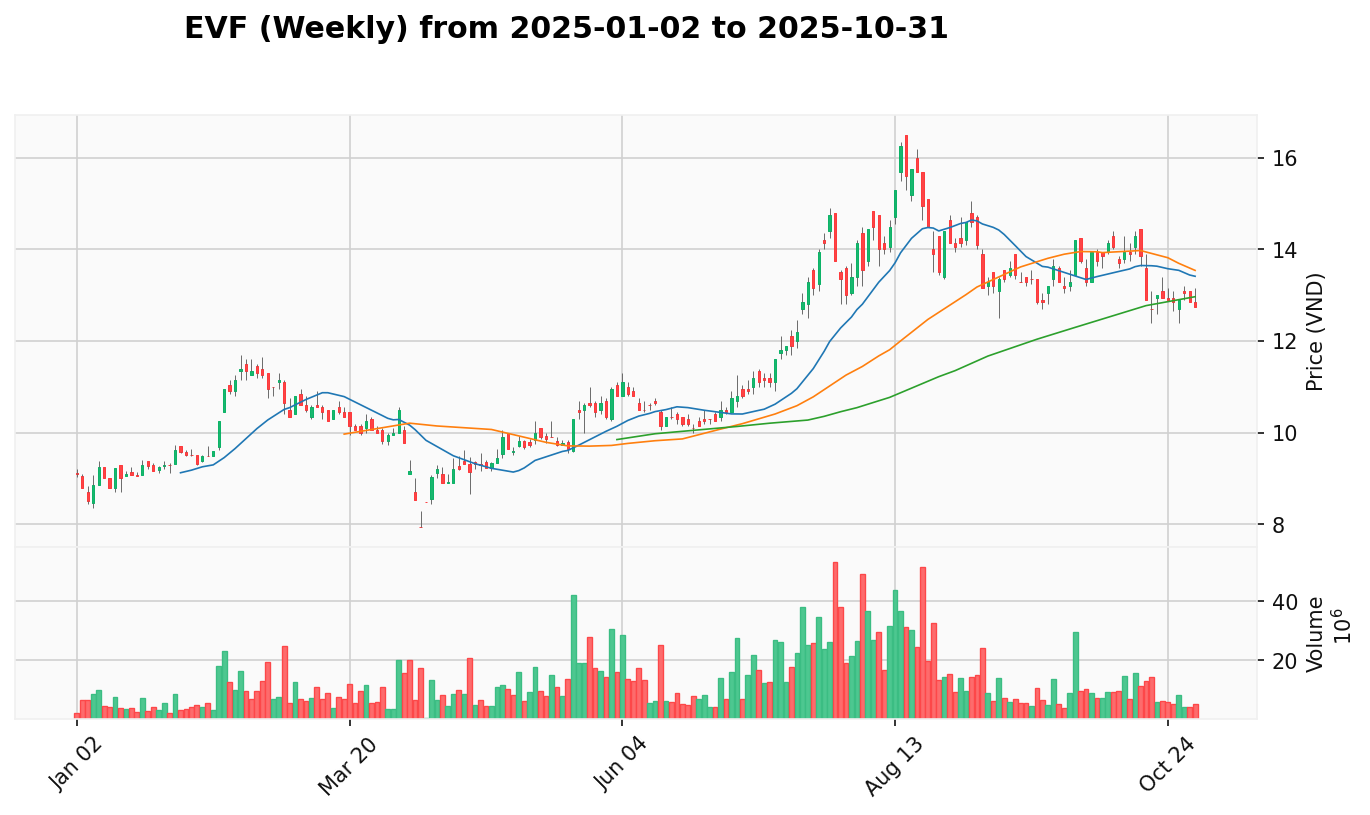 EVF (Weekly) from 2025-01-02 to 2025-10-31
16
14
12
10
8
Price (VND)
40
20
Volume
10⁶
Jan 02
Mar 20
Jun 04
Aug 13
Oct 24